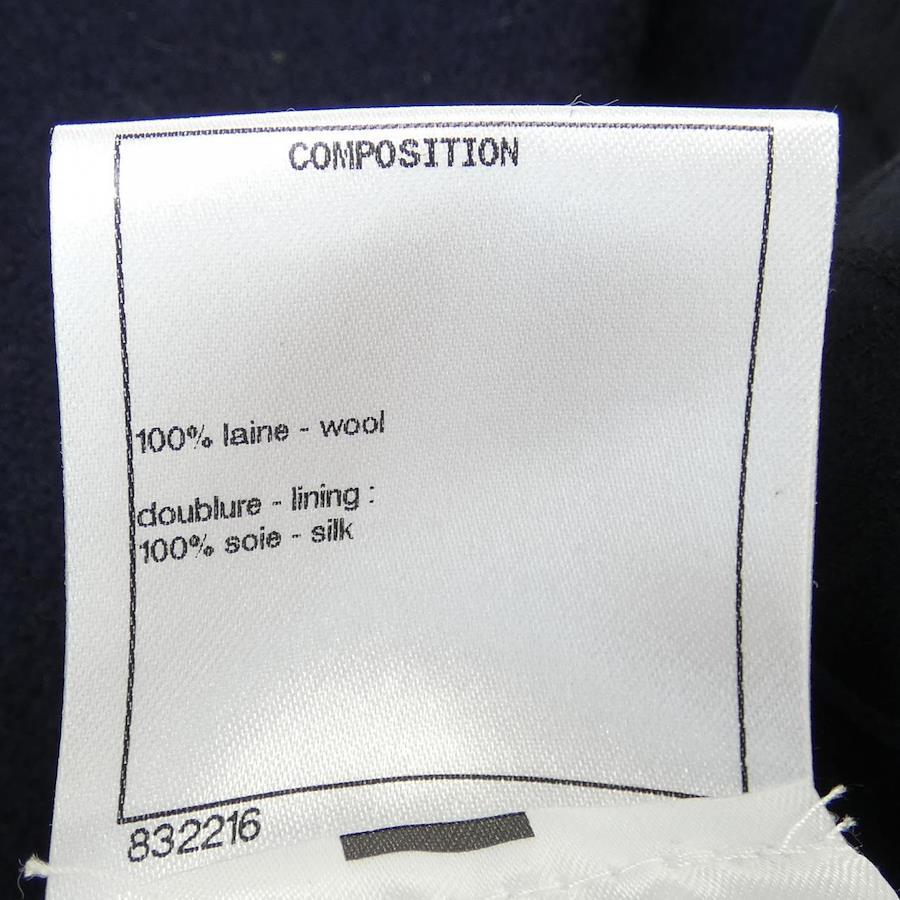 COMPOSITION
100% laine - wool
doublure - lining :
100% soie - silk
832216